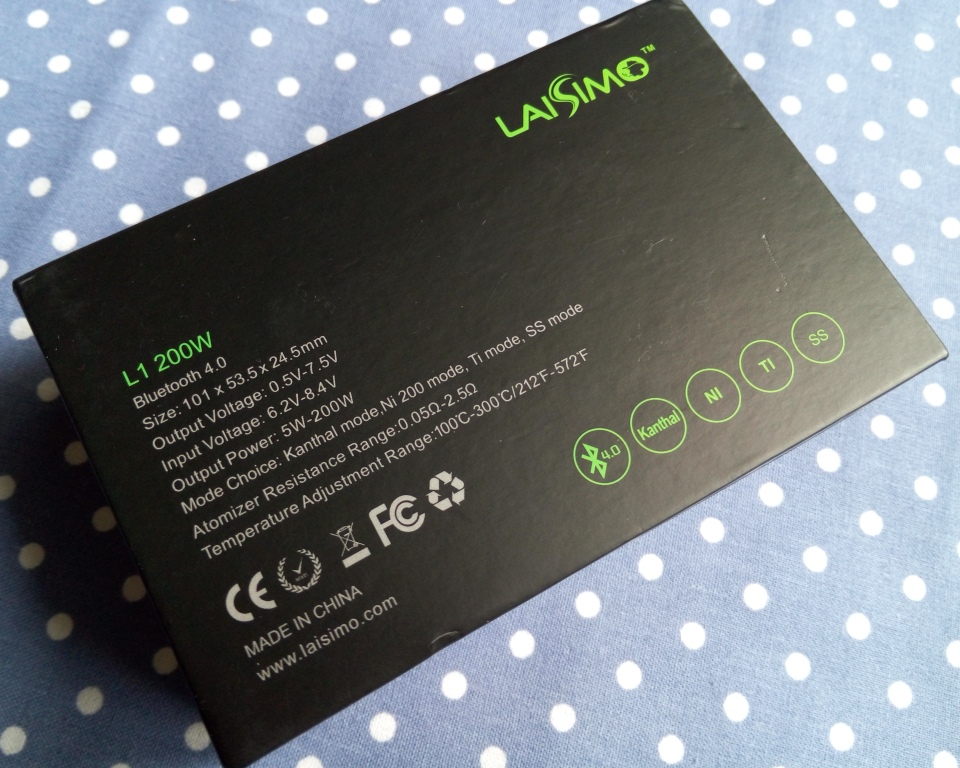 LAISIMO™
L1 200W
Bluetooth 4.0
Size: 101 x 53.5 x 24.5mm
Output Voltage: 0.5V-7.5V
Input Voltage: 6.2V-8.4V
Output Power: 5W-200W
Mode Choice: Kanthal mode,Ni 200 mode, Ti mode, SS mode
Atomizer Resistance Range:0.05Ω-2.5Ω
Temperature Adjustment Range:100℃-300℃/212℉-572℉
4.0
Kanthal
NI
TI
SS
CE
FC
MADE IN CHINA
www.laisimo.com